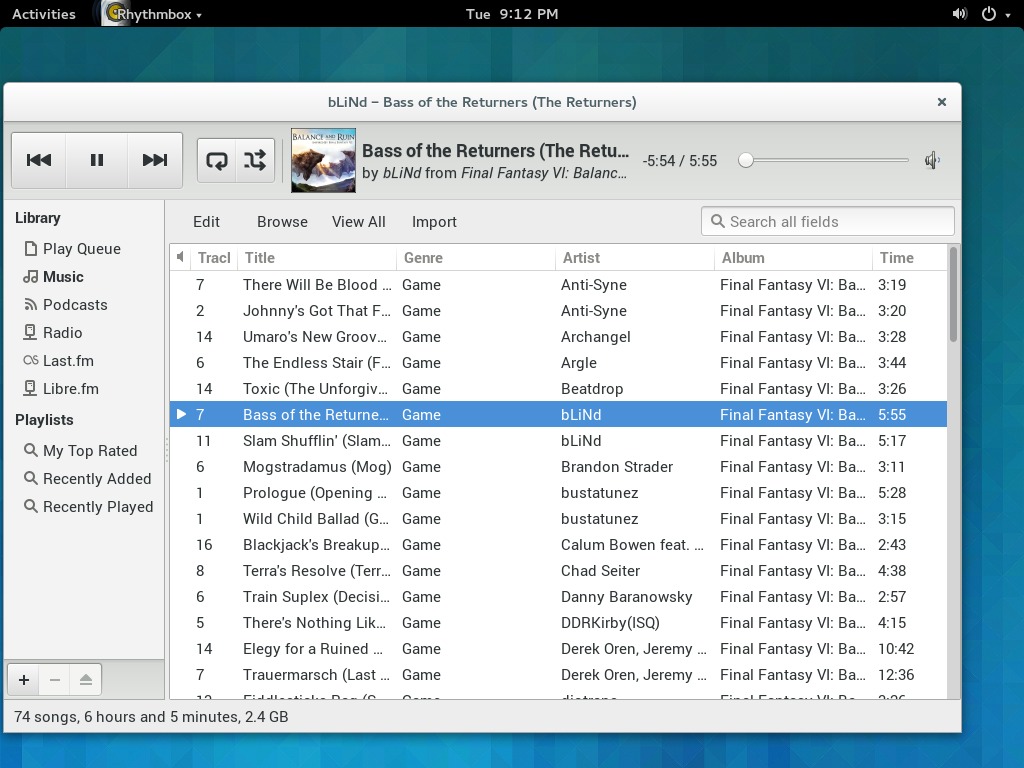 Activities Rhythmbox Tue 9:12 PM
bLiNd – Bass of the Returners (The Returners)
BALANCE AND RUIN
Bass of the Returners (The Retu…
by bLiNd from Final Fantasy VI: Balanc…
-5:54 / 5:55
Library
Play Queue
Music
Podcasts
Radio
Last.fm
Libre.fm
Playlists
My Top Rated
Recently Added
Recently Played
Edit Browse View All Import Search all fields
Tracl Title Genre Artist Album Time
7 There Will Be Blood … Game Anti-Syne Final Fantasy VI: Ba… 3:19
2 Johnny's Got That F… Game Anti-Syne Final Fantasy VI: Ba… 3:20
14 Umaro's New Groov… Game Archangel Final Fantasy VI: Ba… 3:28
6 The Endless Stair (F… Game Argle Final Fantasy VI: Ba… 3:44
14 Toxic (The Unforgiv… Game Beatdrop Final Fantasy VI: Ba… 3:26
7 Bass of the Returne… Game bLiNd Final Fantasy VI: Ba… 5:55
11 Slam Shufflin' (Slam… Game bLiNd Final Fantasy VI: Ba… 5:17
6 Mogstradamus (Mog) Game Brandon Strader Final Fantasy VI: Ba… 3:11
1 Prologue (Opening … Game bustatunez Final Fantasy VI: Ba… 5:28
1 Wild Child Ballad (G… Game bustatunez Final Fantasy VI: Ba… 3:15
16 Blackjack's Breakup… Game Calum Bowen feat. … Final Fantasy VI: Ba… 2:43
8 Terra's Resolve (Terr… Game Chad Seiter Final Fantasy VI: Ba… 4:38
6 Train Suplex (Decisi… Game Danny Baranowsky Final Fantasy VI: Ba… 2:57
5 There's Nothing Lik… Game DDRKirby(ISQ) Final Fantasy VI: Ba… 4:15
14 Elegy for a Ruined … Game Derek Oren, Jeremy … Final Fantasy VI: Ba… 10:42
7 Trauermarsch (Last … Game Derek Oren, Jeremy … Final Fantasy VI: Ba… 12:36
74 songs, 6 hours and 5 minutes, 2.4 GB